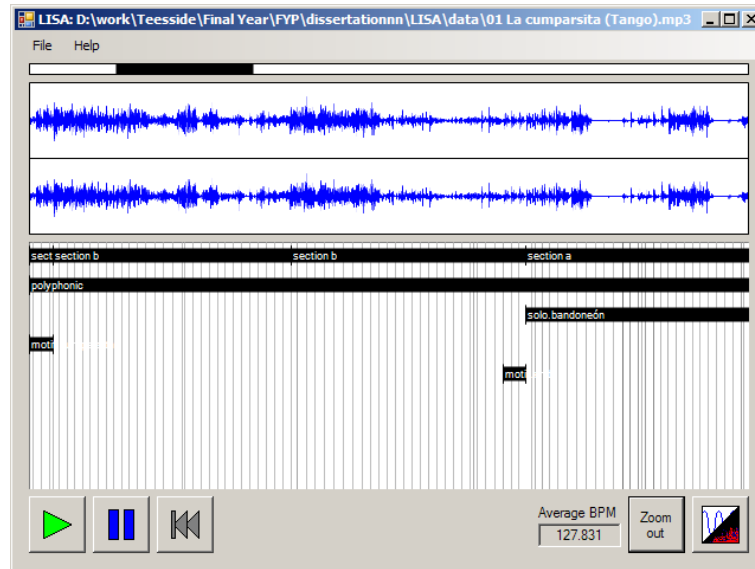 LISA: D:\work\Teesside\Final Year\FYP\dissertationnn\LISA\data\01 La cumparsita (Tango).mp3
File Help
sect section b section b section a
polyphonic
solo.bandoneón
moti
moti
Average BPM
127.831
Zoom
out